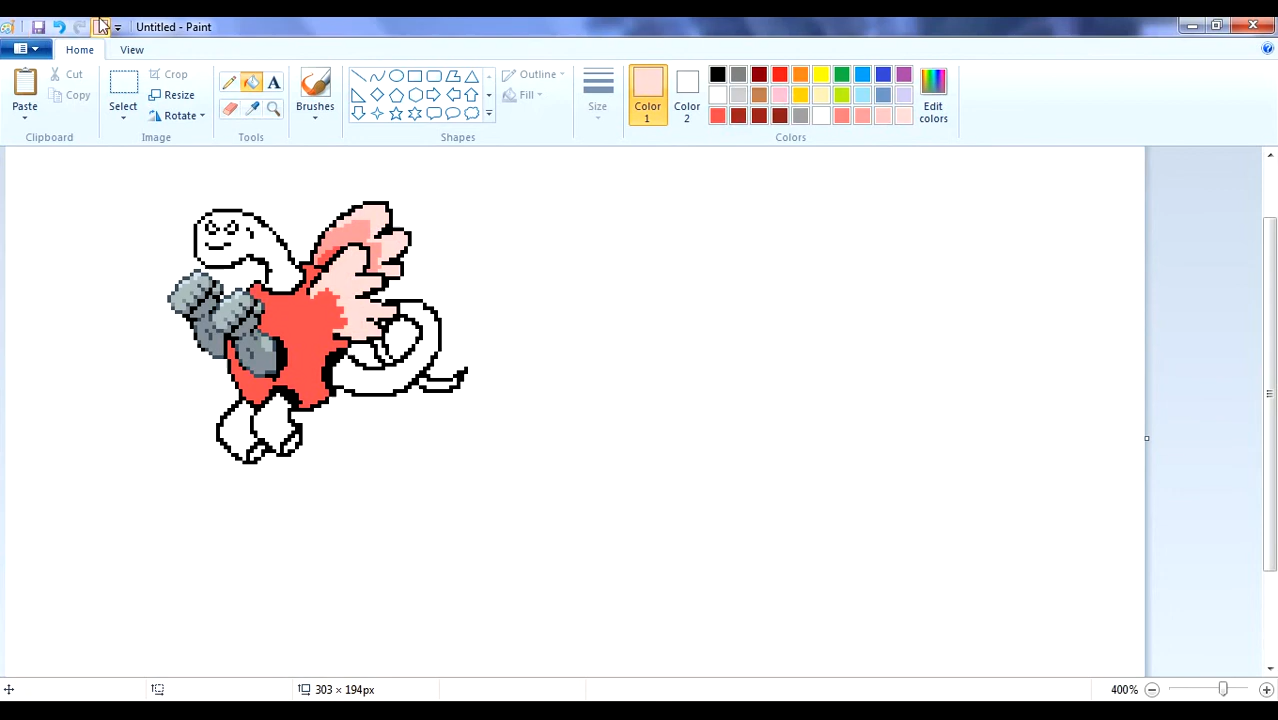 Untitled - Paint
Home View
Cut
Copy
Paste
Clipboard
Crop
Resize
Rotate
Select
Image
A
Tools
Brushes
Outline
Fill
Shapes
Size
Color 1
Color 2
Edit colors
Colors
303 × 194px
400%